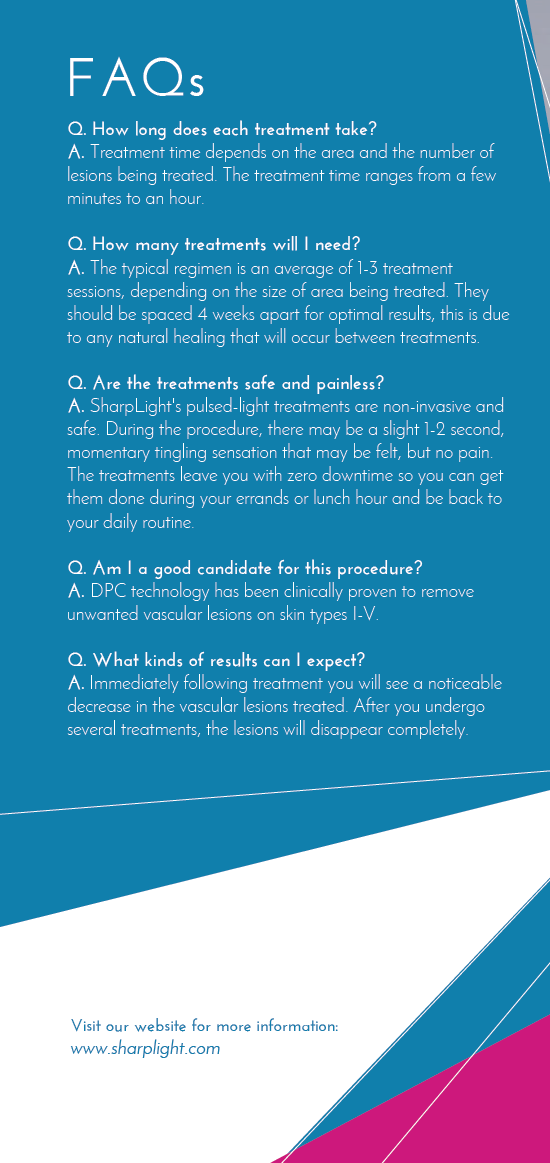 FAQs
Q. How long does each treatment take?
A. Treatment time depends on the area and the number of
lesions being treated. The treatment time ranges from a few
minutes to an hour.
Q. How many treatments will I need?
A. The typical regimen is an average of 1-3 treatment
sessions, depending on the size of area being treated. They
should be spaced 4 weeks apart for optimal results, this is due
to any natural healing that will occur between treatments.
Q. Are the treatments safe and painless?
A. SharpLight's pulsed-light treatments are non-invasive and
safe. During the procedure, there may be a slight 1-2 second,
momentary tingling sensation that may be felt, but no pain.
The treatments leave you with zero downtime so you can get
them done during your errands or lunch hour and be back to
your daily routine.
Q. Am I a good candidate for this procedure?
A. DPC technology has been clinically proven to remove
unwanted vascular lesions on skin types I-V.
Q. What kinds of results can I expect?
A. Immediately following treatment you will see a noticeable
decrease in the vascular lesions treated. After you undergo
several treatments, the lesions will disappear completely.
Visit our website for more information:
www.sharplight.com